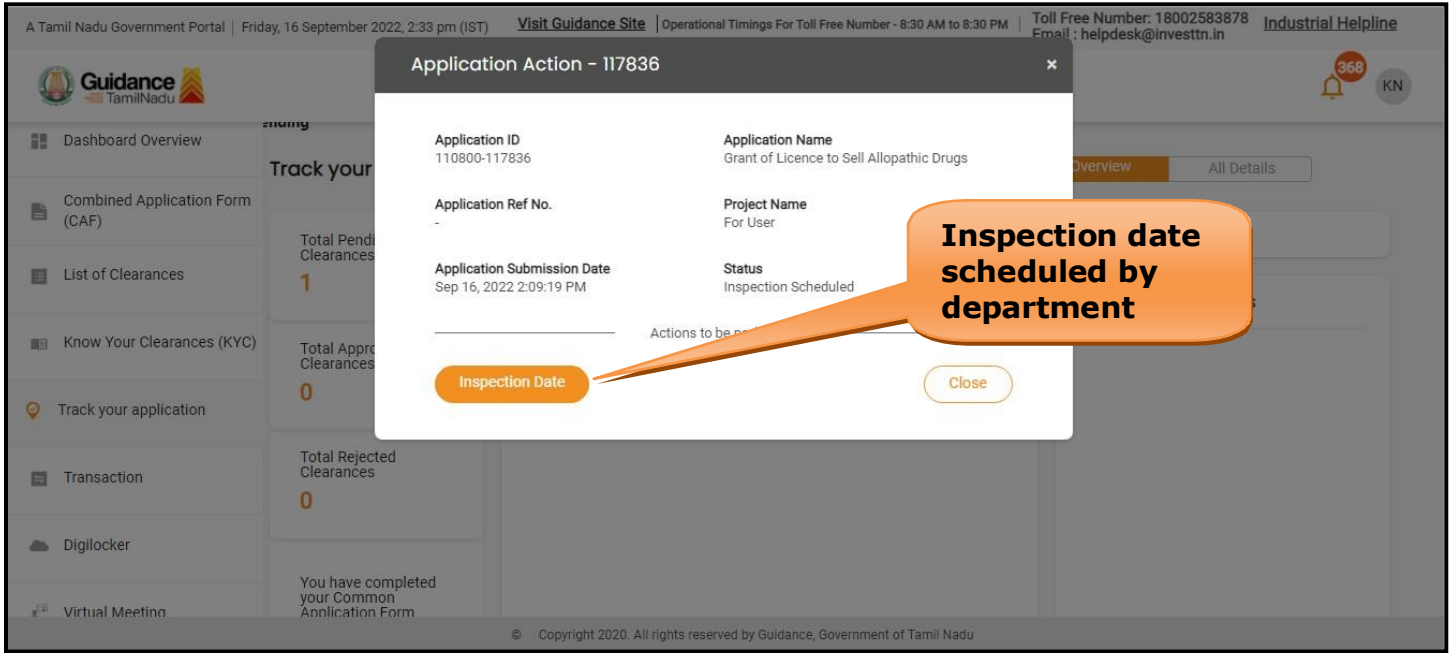 A Tamil Nadu Government Portal | Friday, 16 September 2022, 2:33 pm (IST) Visit Guidance Site | Operational Timings For Toll Free Number - 8:30 AM to 8:30 PM | Toll Free Number: 18002583878 Industrial Helpline
Email : helpdesk@investtn.in
Guidance
TamilNadu
Application Action - 117836 ×
368
KN
Dashboard Overview
Combined Application Form
(CAF)
List of Clearances
Know Your Clearances (KYC)
Track your application
Transaction
Digilocker
Virtual Meeting
Track your
Total Pendi
Clearances
1
Total Appro
Clearances
0
Total Rejected
Clearances
0
You have completed
your Common
Application Form
Application ID
110800-117836
Application Name
Grant of Licence to Sell Allopathic Drugs
Application Ref No.
-
Project Name
For User
Application Submission Date
Sep 16, 2022 2:09:19 PM
Status
Inspection Scheduled
Actions to be
Inspection Date
Close
Overview
All Details
Inspection date
scheduled by
department
© Copyright 2020. All rights reserved by Guidance, Government of Tamil Nadu